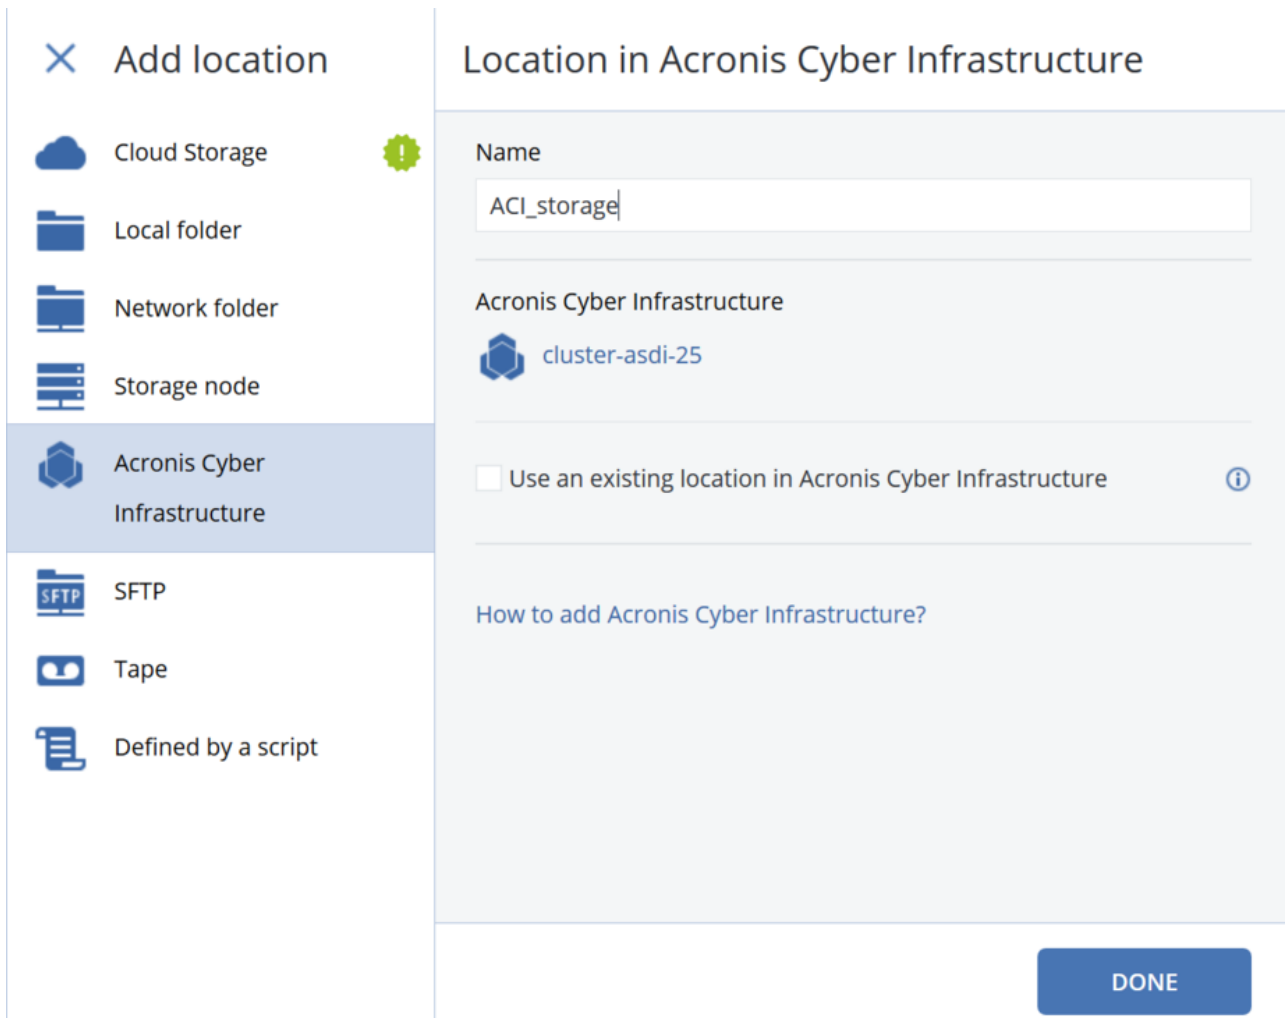 Add location
Cloud Storage
Local folder
Network folder
Storage node
Acronis Cyber
Infrastructure
SFTP
SFTP
Tape
Defined by a script
Location in Acronis Cyber Infrastructure
Name
ACI_storage
Acronis Cyber Infrastructure
cluster-asdi-25
Use an existing location in Acronis Cyber Infrastructure
How to add Acronis Cyber Infrastructure?
DONE